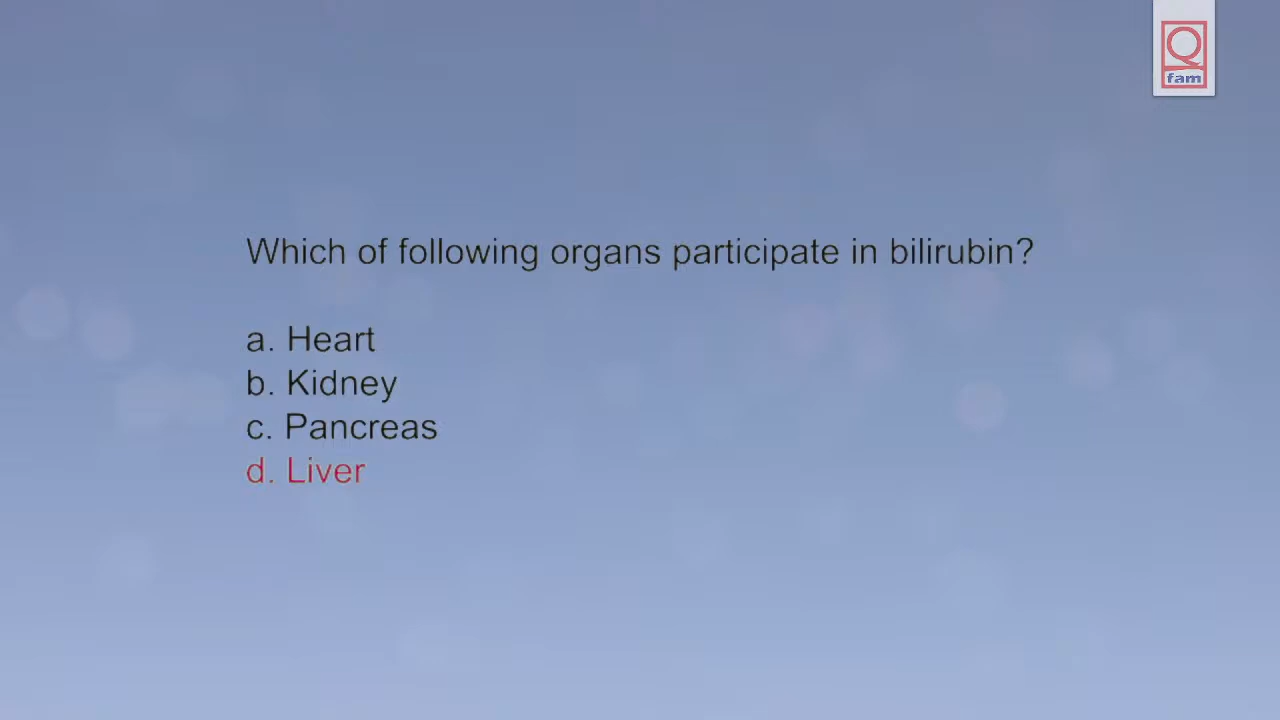 Q
fam
Which of following organs participate in bilirubin?
a. Heart
b. Kidney
c. Pancreas
d. Liver